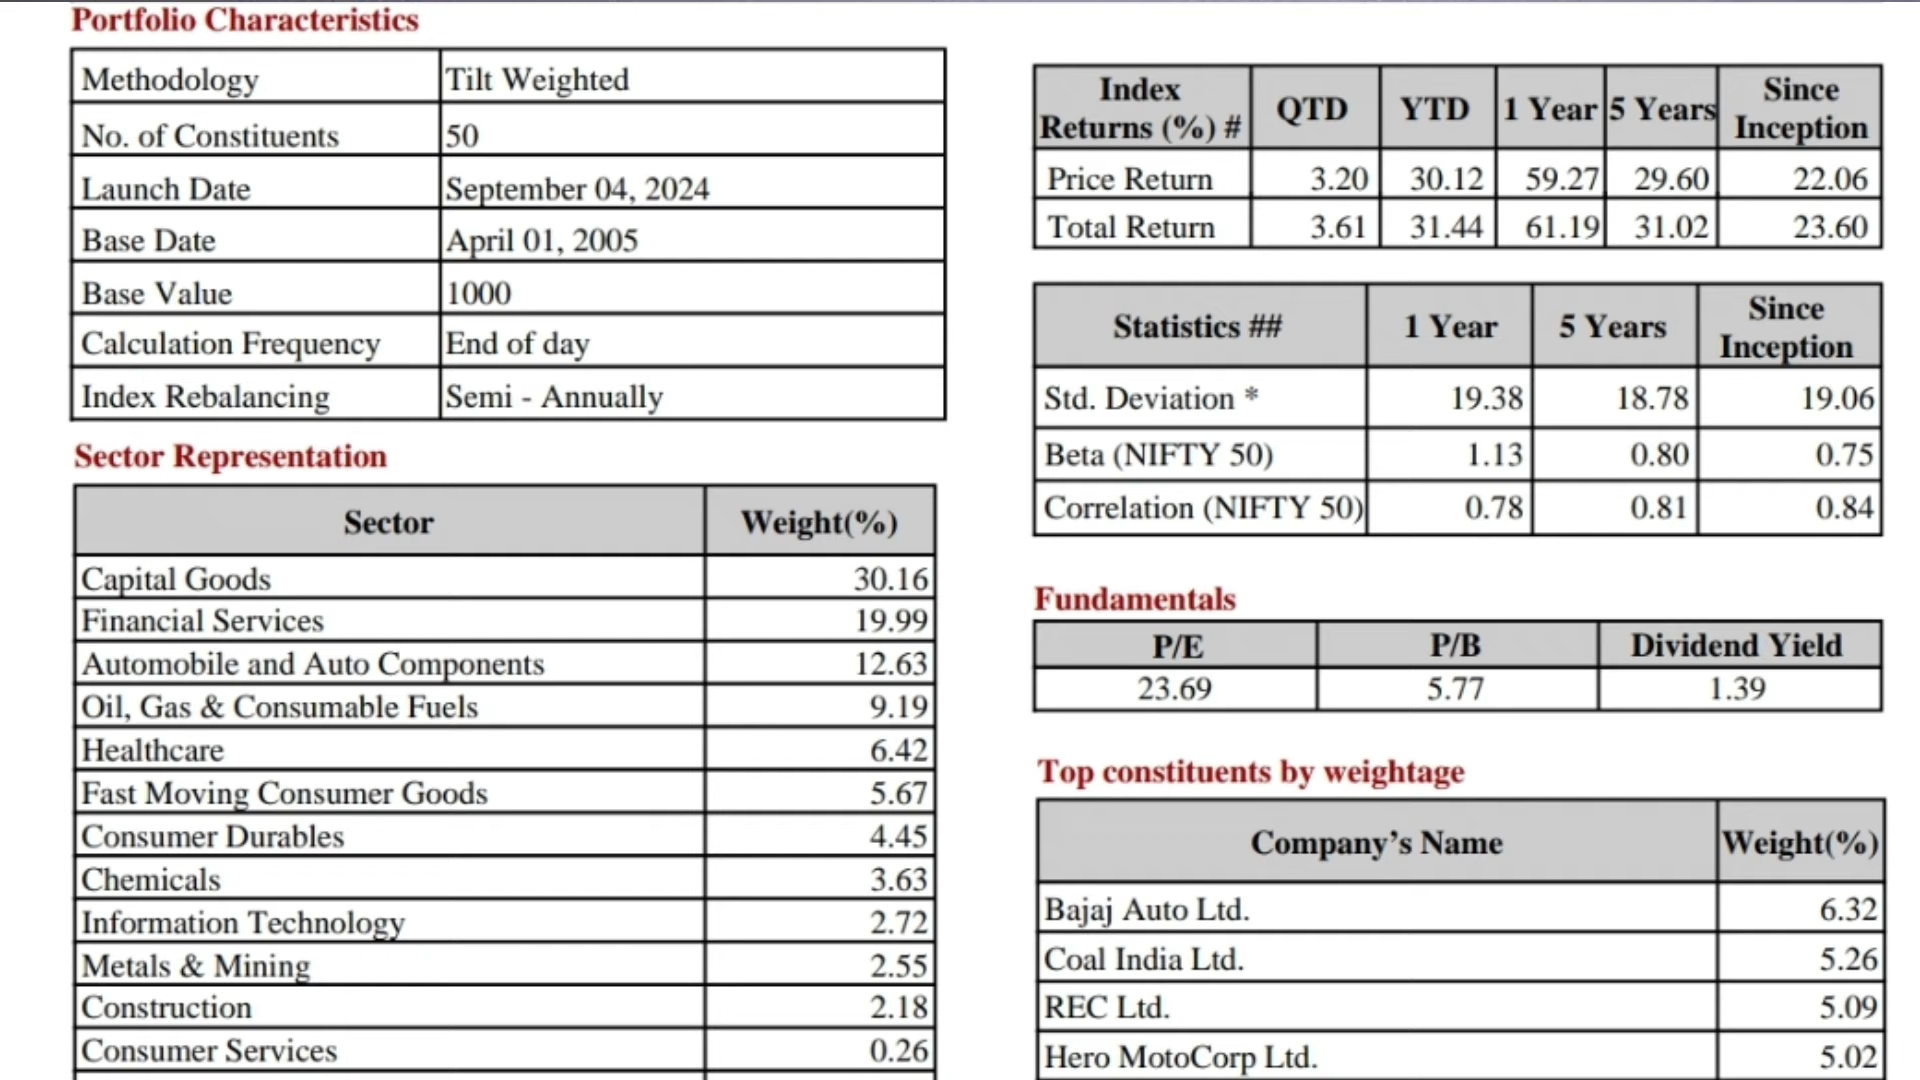 Portfolio Characteristics
Methodology Tilt Weighted
No. of Constituents 50
Launch Date September 04, 2024
Base Date April 01, 2005
Base Value 1000
Calculation Frequency End of day
Index Rebalancing Semi - Annually
Sector Representation
Sector Weight(%)
Capital Goods 30.16
Financial Services 19.99
Automobile and Auto Components 12.63
Oil, Gas & Consumable Fuels 9.19
Healthcare 6.42
Fast Moving Consumer Goods 5.67
Consumer Durables 4.45
Chemicals 3.63
Information Technology 2.72
Metals & Mining 2.55
Construction 2.18
Consumer Services 0.26
Index Returns (%) # QTD YTD 1 Year 5 Years Since Inception
Price Return 3.20 30.12 59.27 29.60 22.06
Total Return 3.61 31.44 61.19 31.02 23.60
Statistics ## 1 Year 5 Years Since Inception
Std. Deviation * 19.38 18.78 19.06
Beta (NIFTY 50) 1.13 0.80 0.75
Correlation (NIFTY 50) 0.78 0.81 0.84
Fundamentals
P/E P/B Dividend Yield
23.69 5.77 1.39
Top constituents by weightage
Company’s Name Weight(%)
Bajaj Auto Ltd. 6.32
Coal India Ltd. 5.26
REC Ltd. 5.09
Hero MotoCorp Ltd. 5.02